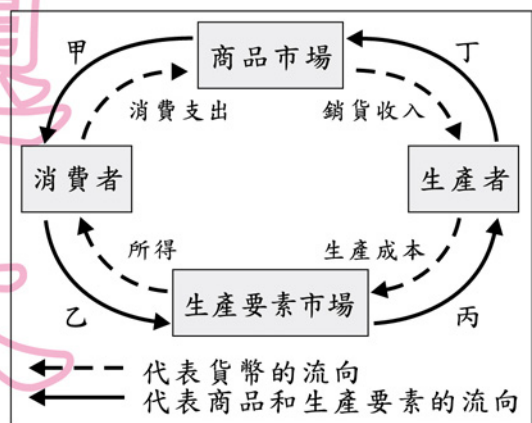 甲
商品市場
丁
消費支出
銷貨收入
消費者
生產者
所得
生產成本
乙
生產要素市場
丙
代表貨幣的流向
代表商品和生產要素的流向